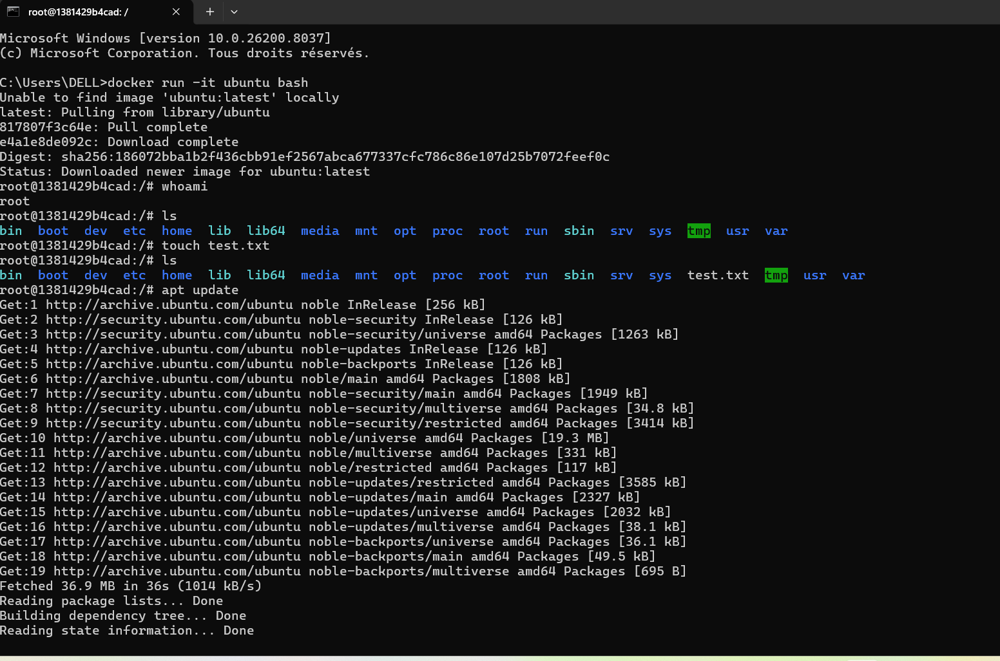 root@1381429b4cad: /
Microsoft Windows [version 10.0.26200.8037]
(c) Microsoft Corporation. Tous droits réservés.
C:\Users\DELL>docker run -it ubuntu bash
Unable to find image 'ubuntu:latest' locally
latest: Pulling from library/ubuntu
817807f3c64e: Pull complete
e4a1e8de092c: Download complete
Digest: sha256:186072bba1b2f436cbb91ef2567abca677337cfc786c86e107d25b7072feef0c
Status: Downloaded newer image for ubuntu:latest
root@1381429b4cad:/# whoami
root
root@1381429b4cad:/# ls
bin  boot  dev  etc  home  lib  lib64  media  mnt  opt  proc  root  run  sbin  srv  sys  tmp  usr  var
root@1381429b4cad:/# touch test.txt
root@1381429b4cad:/# ls
bin  boot  dev  etc  home  lib  lib64  media  mnt  opt  proc  root  run  sbin  srv  sys  test.txt  tmp  usr  var
root@1381429b4cad:/# apt update
Get:1 http://archive.ubuntu.com/ubuntu noble InRelease [256 kB]
Get:2 http://security.ubuntu.com/ubuntu noble-security InRelease [126 kB]
Get:3 http://security.ubuntu.com/ubuntu noble-security/universe amd64 Packages [1263 kB]
Get:4 http://archive.ubuntu.com/ubuntu noble-updates InRelease [126 kB]
Get:5 http://archive.ubuntu.com/ubuntu noble-backports InRelease [126 kB]
Get:6 http://archive.ubuntu.com/ubuntu noble/main amd64 Packages [1808 kB]
Get:7 http://security.ubuntu.com/ubuntu noble-security/main amd64 Packages [1949 kB]
Get:8 http://security.ubuntu.com/ubuntu noble-security/multiverse amd64 Packages [34.8 kB]
Get:9 http://security.ubuntu.com/ubuntu noble-security/restricted amd64 Packages [3414 kB]
Get:10 http://archive.ubuntu.com/ubuntu noble/universe amd64 Packages [19.3 MB]
Get:11 http://archive.ubuntu.com/ubuntu noble/multiverse amd64 Packages [331 kB]
Get:12 http://archive.ubuntu.com/ubuntu noble/restricted amd64 Packages [117 kB]
Get:13 http://archive.ubuntu.com/ubuntu noble-updates/restricted amd64 Packages [3585 kB]
Get:14 http://archive.ubuntu.com/ubuntu noble-updates/main amd64 Packages [2327 kB]
Get:15 http://archive.ubuntu.com/ubuntu noble-updates/universe amd64 Packages [2032 kB]
Get:16 http://archive.ubuntu.com/ubuntu noble-updates/multiverse amd64 Packages [38.1 kB]
Get:17 http://archive.ubuntu.com/ubuntu noble-backports/universe amd64 Packages [36.1 kB]
Get:18 http://archive.ubuntu.com/ubuntu noble-backports/main amd64 Packages [49.5 kB]
Get:19 http://archive.ubuntu.com/ubuntu noble-backports/multiverse amd64 Packages [695 B]
Fetched 36.9 MB in 36s (1014 kB/s)
Reading package lists... Done
Building dependency tree... Done
Reading state information... Done